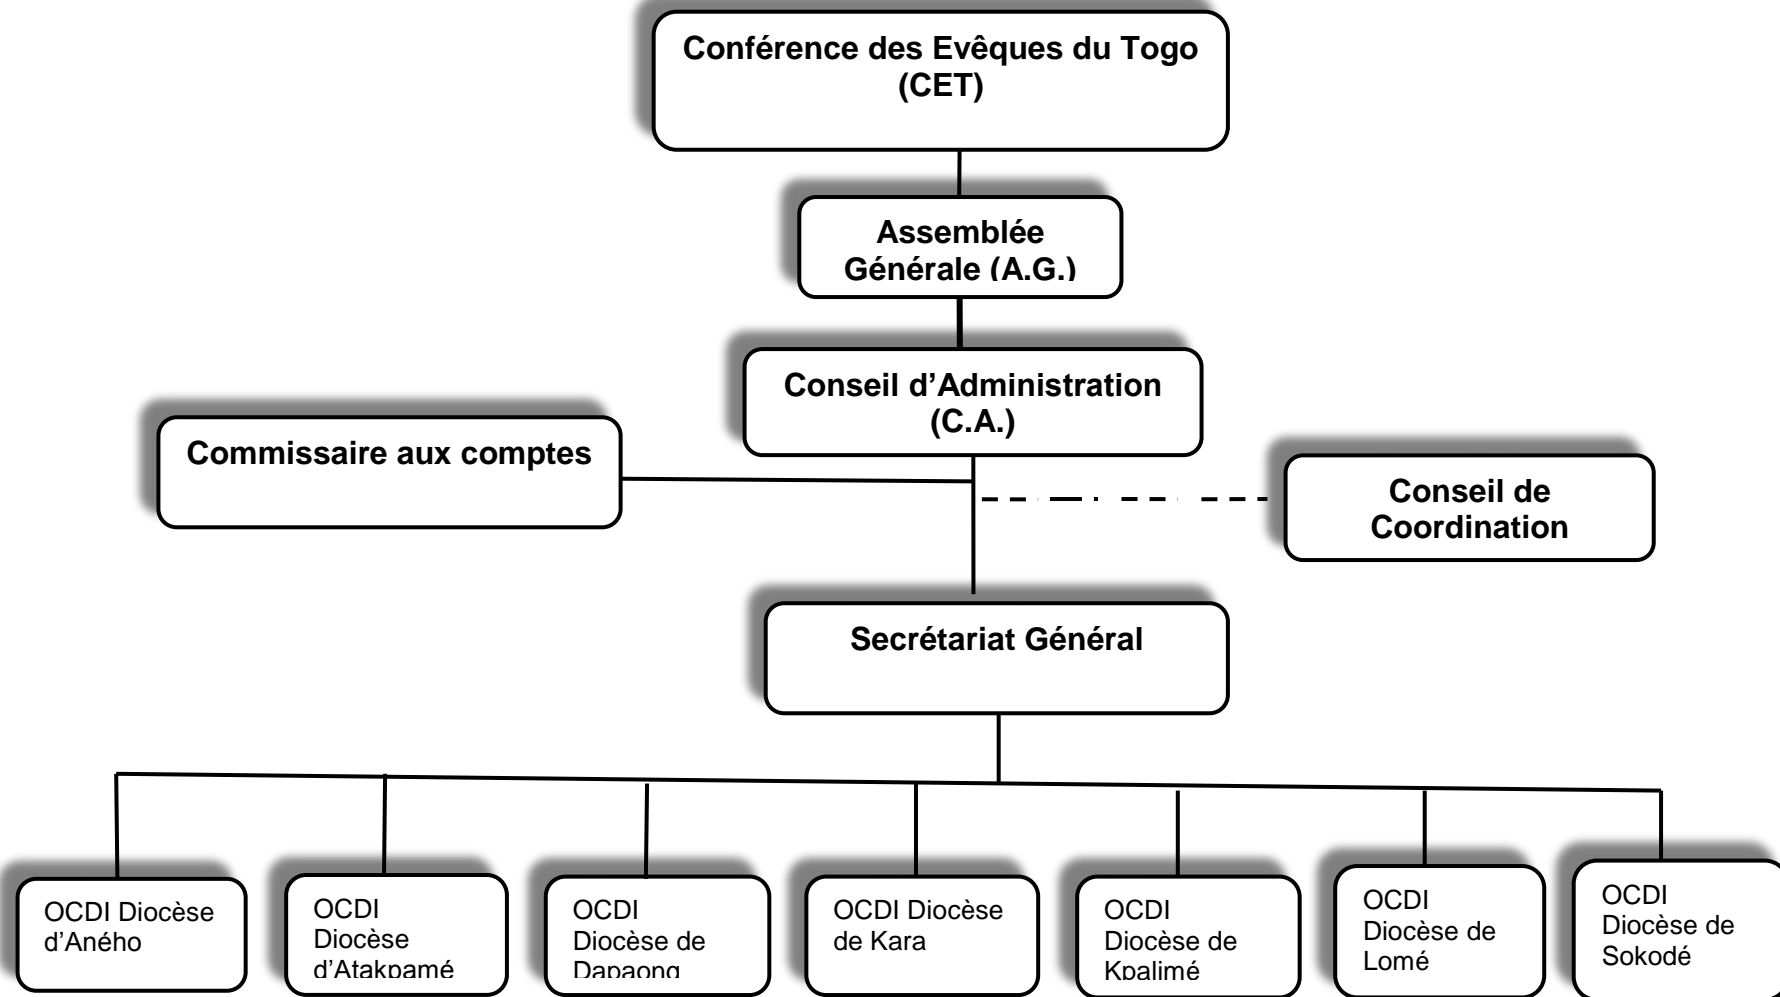 Conférence des Evêques du Togo
(CET)
Assemblée
Générale (A.G.)
Conseil d’Administration
(C.A.)
Commissaire aux comptes
Conseil de
Coordination
Secrétariat Général
OCDI Diocèse
d’Aného
OCDI
Diocèse
d’Atakpamé
OCDI
Diocèse de
Dapaong
OCDI Diocèse
de Kara
OCDI
Diocèse de
Kpalimé
OCDI
Diocèse de
Lomé
OCDI
Diocèse de
Sokodé